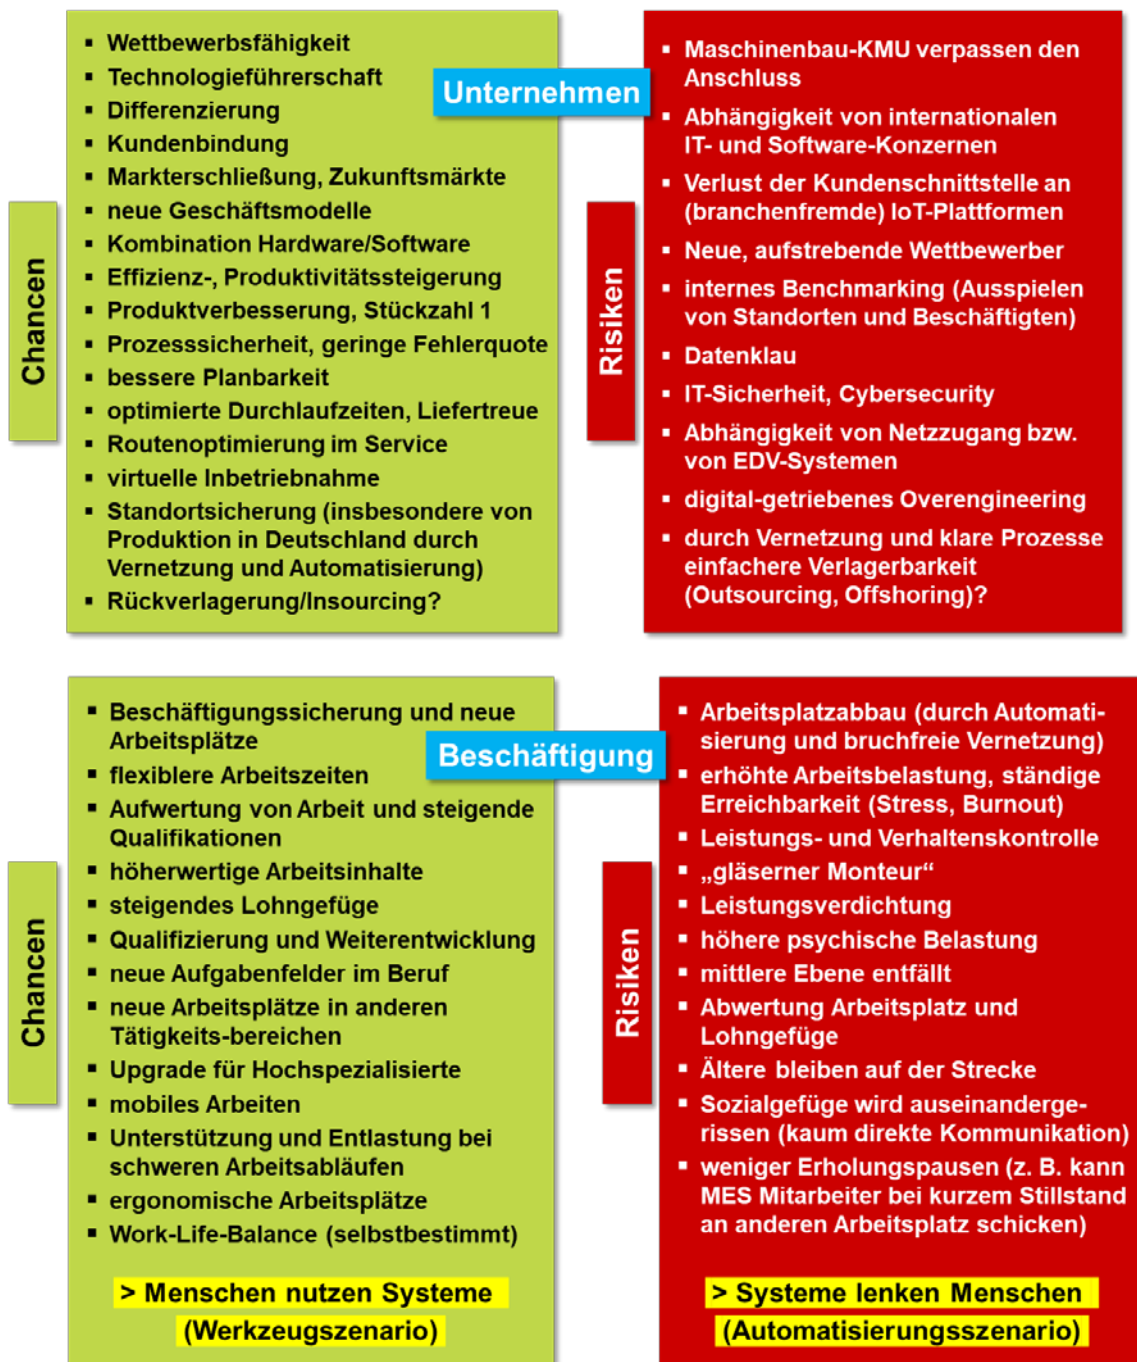 Unternehmen
Chancen
▪ Wettbewerbsfähigkeit
▪ Technologieführerschaft
▪ Differenzierung
▪ Kundenbindung
▪ Markterschließung, Zukunftsmärkte
▪ neue Geschäftsmodelle
▪ Kombination Hardware/Software
▪ Effizienz-, Produktivitätssteigerung
▪ Produktverbesserung, Stückzahl 1
▪ Prozesssicherheit, geringe Fehlerquote
▪ bessere Planbarkeit
▪ optimierte Durchlaufzeiten, Liefertreue
▪ Routenoptimierung im Service
▪ virtuelle Inbetriebnahme
▪ Standortsicherung (insbesondere von
Produktion in Deutschland durch
Vernetzung und Automatisierung)
▪ Rückverlagerung/Insourcing?
Risiken
▪ Maschinenbau-KMU verpassen den
Anschluss
▪ Abhängigkeit von internationalen
IT- und Software-Konzernen
▪ Verlust der Kundenschnittstelle an
(branchenfremde) IoT-Plattformen
▪ Neue, aufstrebende Wettbewerber
▪ internes Benchmarking (Ausspielen
von Standorten und Beschäftigten)
▪ Datenklau
▪ IT-Sicherheit, Cybersecurity
▪ Abhängigkeit von Netzzugang bzw.
von EDV-Systemen
▪ digital-getriebenes Overengineering
▪ durch Vernetzung und klare Prozesse
einfachere Verlagerbarkeit
(Outsourcing, Offshoring)?
Beschäftigung
Chancen
▪ Beschäftigungssicherung und neue
Arbeitsplätze
▪ flexiblere Arbeitszeiten
▪ Aufwertung von Arbeit und steigende
Qualifikationen
▪ höherwertige Arbeitsinhalte
▪ steigendes Lohngefüge
▪ Qualifizierung und Weiterentwicklung
▪ neue Aufgabenfelder im Beruf
▪ neue Arbeitsplätze in anderen
Tätigkeits-bereichen
▪ Upgrade für Hochspezialisierte
▪ mobiles Arbeiten
▪ Unterstützung und Entlastung bei
schweren Arbeitsabläufen
▪ ergonomische Arbeitsplätze
▪ Work-Life-Balance (selbstbestimmt)
> Menschen nutzen Systeme
(Werkzeugszenario)
Risiken
▪ Arbeitsplatzabbau (durch Automati-
sierung und bruchfreie Vernetzung)
▪ erhöhte Arbeitsbelastung, ständige
Erreichbarkeit (Stress, Burnout)
▪ Leistungs- und Verhaltenskontrolle
▪ „gläserner Monteur“
▪ Leistungsverdichtung
▪ höhere psychische Belastung
▪ mittlere Ebene entfällt
▪ Abwertung Arbeitsplatz und
Lohngefüge
▪ Ältere bleiben auf der Strecke
▪ Sozialgefüge wird auseinanderge-
rissen (kaum direkte Kommunikation)
▪ weniger Erholungspausen (z. B. kann
MES Mitarbeiter bei kurzem Stillstand
an anderen Arbeitsplatz schicken)
> Systeme lenken Menschen
(Automatisierungsszenario)